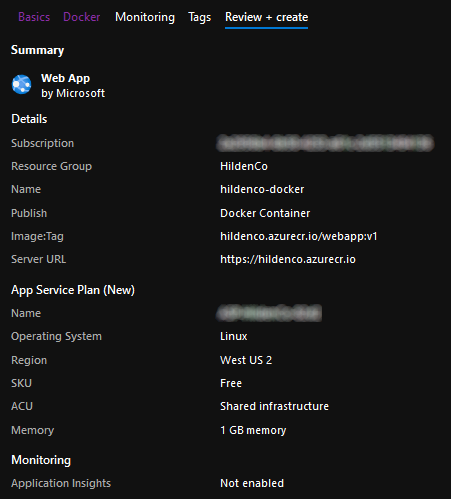 Basics Docker Monitoring Tags Review + create
Summary
Web App
by Microsoft
Details
Subscription
Resource Group HildenCo
Name hildenco-docker
Publish Docker Container
Image:Tag hildenco.azurecr.io/webapp:v1
Server URL https://hildenco.azurecr.io
App Service Plan (New)
Name
Operating System Linux
Region West US 2
SKU Free
ACU Shared infrastructure
Memory 1 GB memory
Monitoring
Application Insights Not enabled